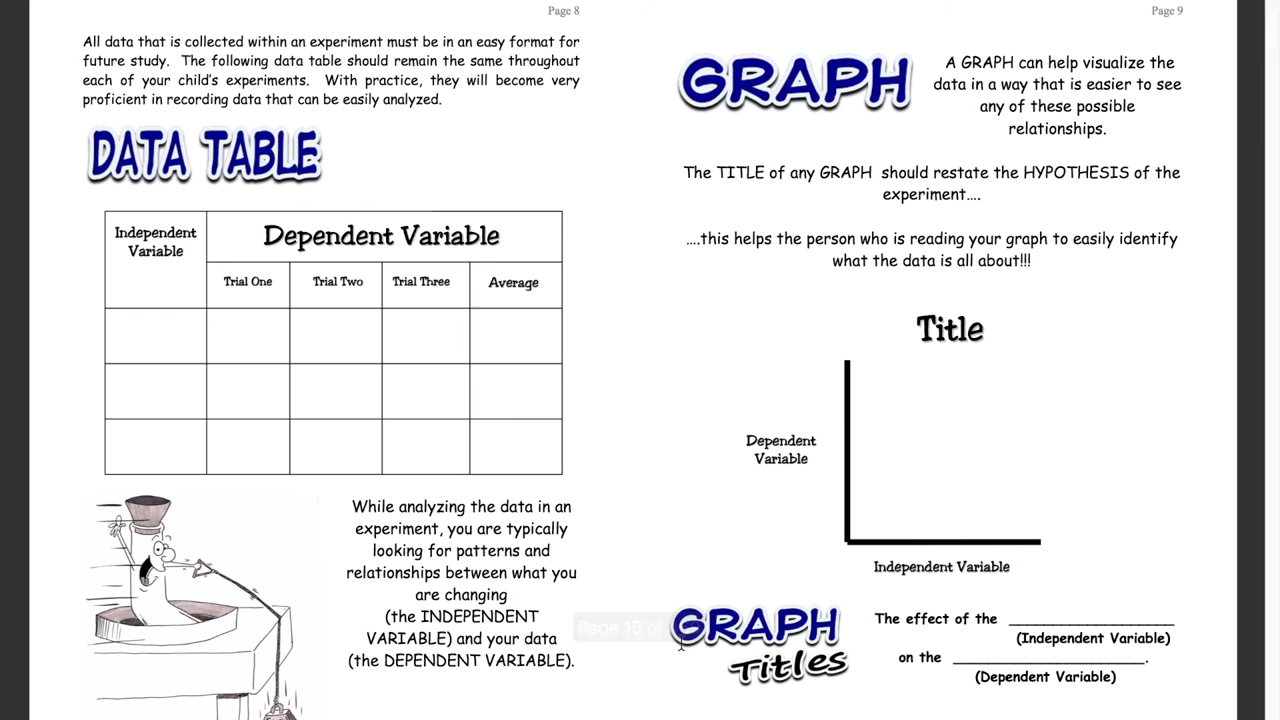 Page 8
All data that is collected within an experiment must be in an easy format for
future study. The following data table should remain the same throughout
each of your child's experiments. With practice, they will become very
proficient in recording data that can be easily analyzed.
DATA TABLE
Independent
Variable
Dependent Variable
Trial One Trial Two Trial Three Average
While analyzing the data in an
experiment, you are typically
looking for patterns and
relationships between what you
are changing
(the INDEPENDENT
VARIABLE) and your data
(the DEPENDENT VARIABLE).
Page 15 of
Page 9
GRAPH
A GRAPH can help visualize the
data in a way that is easier to see
any of these possible
relationships.
The TITLE of any GRAPH should restate the HYPOTHESIS of the
experiment....
....this helps the person who is reading your graph to easily identify
what the data is all about!!!
Title
Dependent
Variable
Independent Variable
GRAPH
Titles
The effect of the ____________________
(Independent Variable)
on the _______________________.
(Dependent Variable)